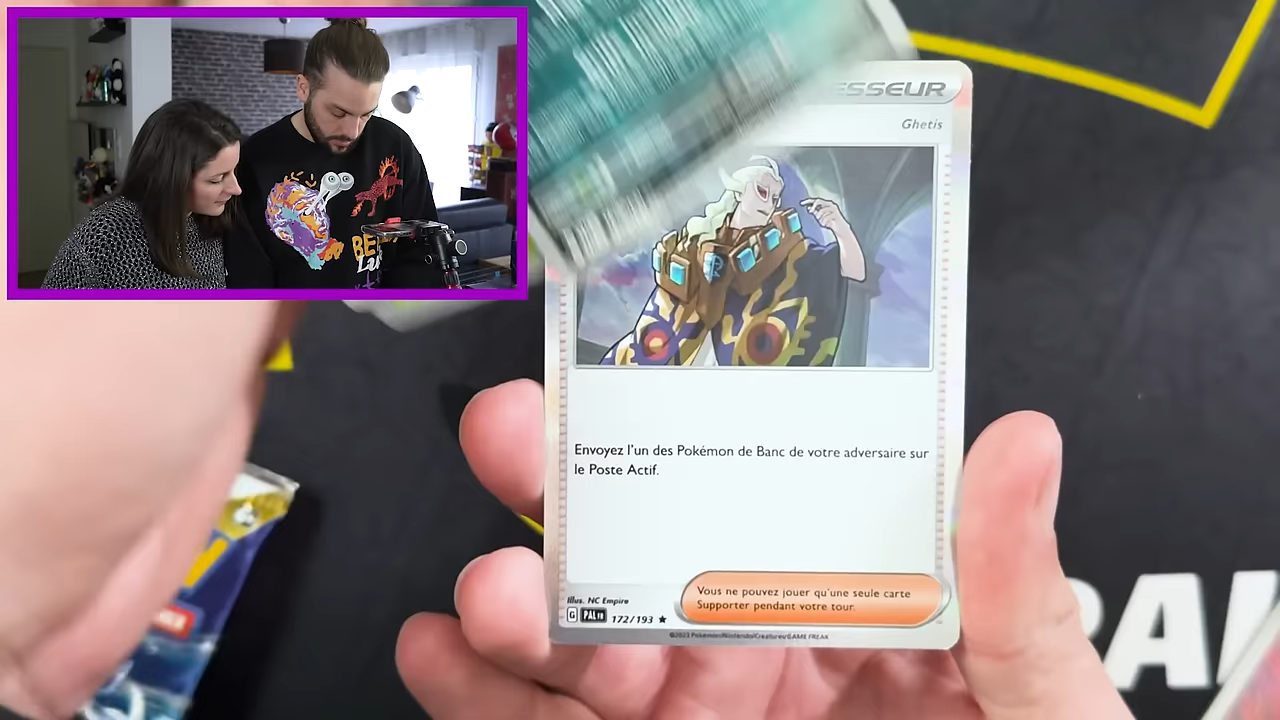 ESSEUR
Ghetis
Envoyez l'un des Pokémon de Banc de votre adversaire sur
le Poste Actif.
Vous ne pouvez jouer qu'une seule carte
Supporter pendant votre tour.
Illus. NC Empire
G PAL FR 172/193 ★
©2023 Pokémon/Nintendo/Creatures/GAME FREAK